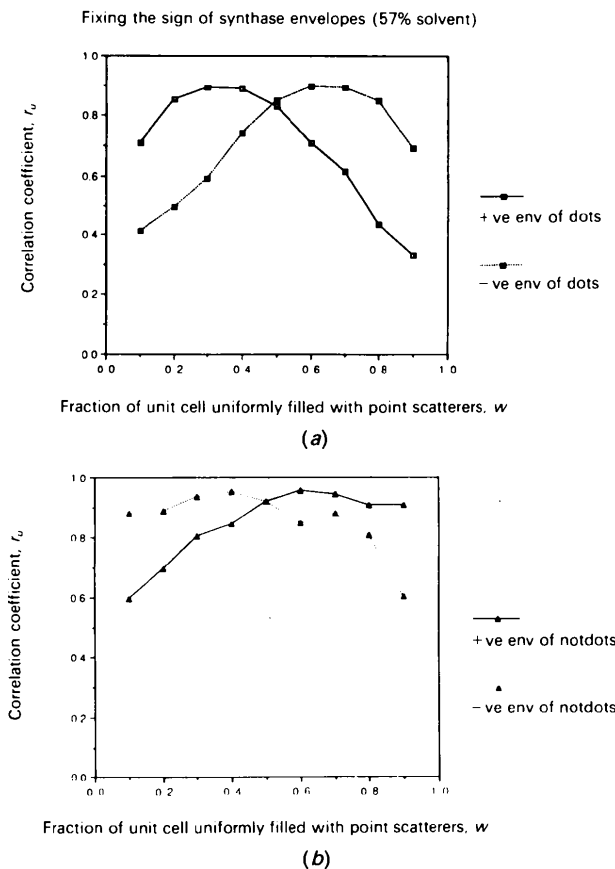 Fixing the sign of synthase envelopes (57% solvent)
(a)
1 0
0 8
0 6
0 4
0 2
0 0
Correlation coefficient, ru
0 0 0 2 0 4 0 6 0 8 1 0
+ve env of dots
−ve env of dots
Fraction of unit cell uniformly filled with point scatterers, w
(a)
1 0
0 8
0 6
0 4
0 2
0 0
Correlation coefficient, ru
0 0 0 2 0 4 0 6 0 8 1 0
+ve env of notdots
−ve env of notdots
Fraction of unit cell uniformly filled with point scatterers, w
(b)